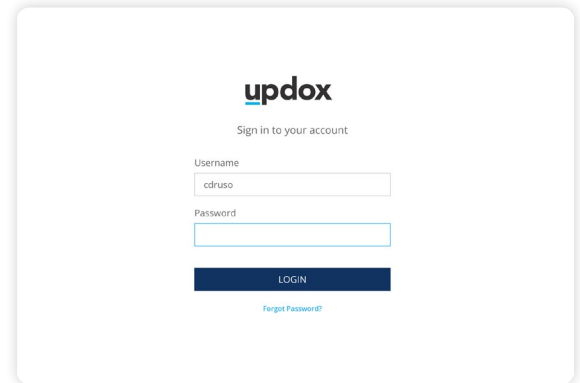 updox
Sign in to your account
Username
cdruso
Password
LOGIN
Forgot Password?